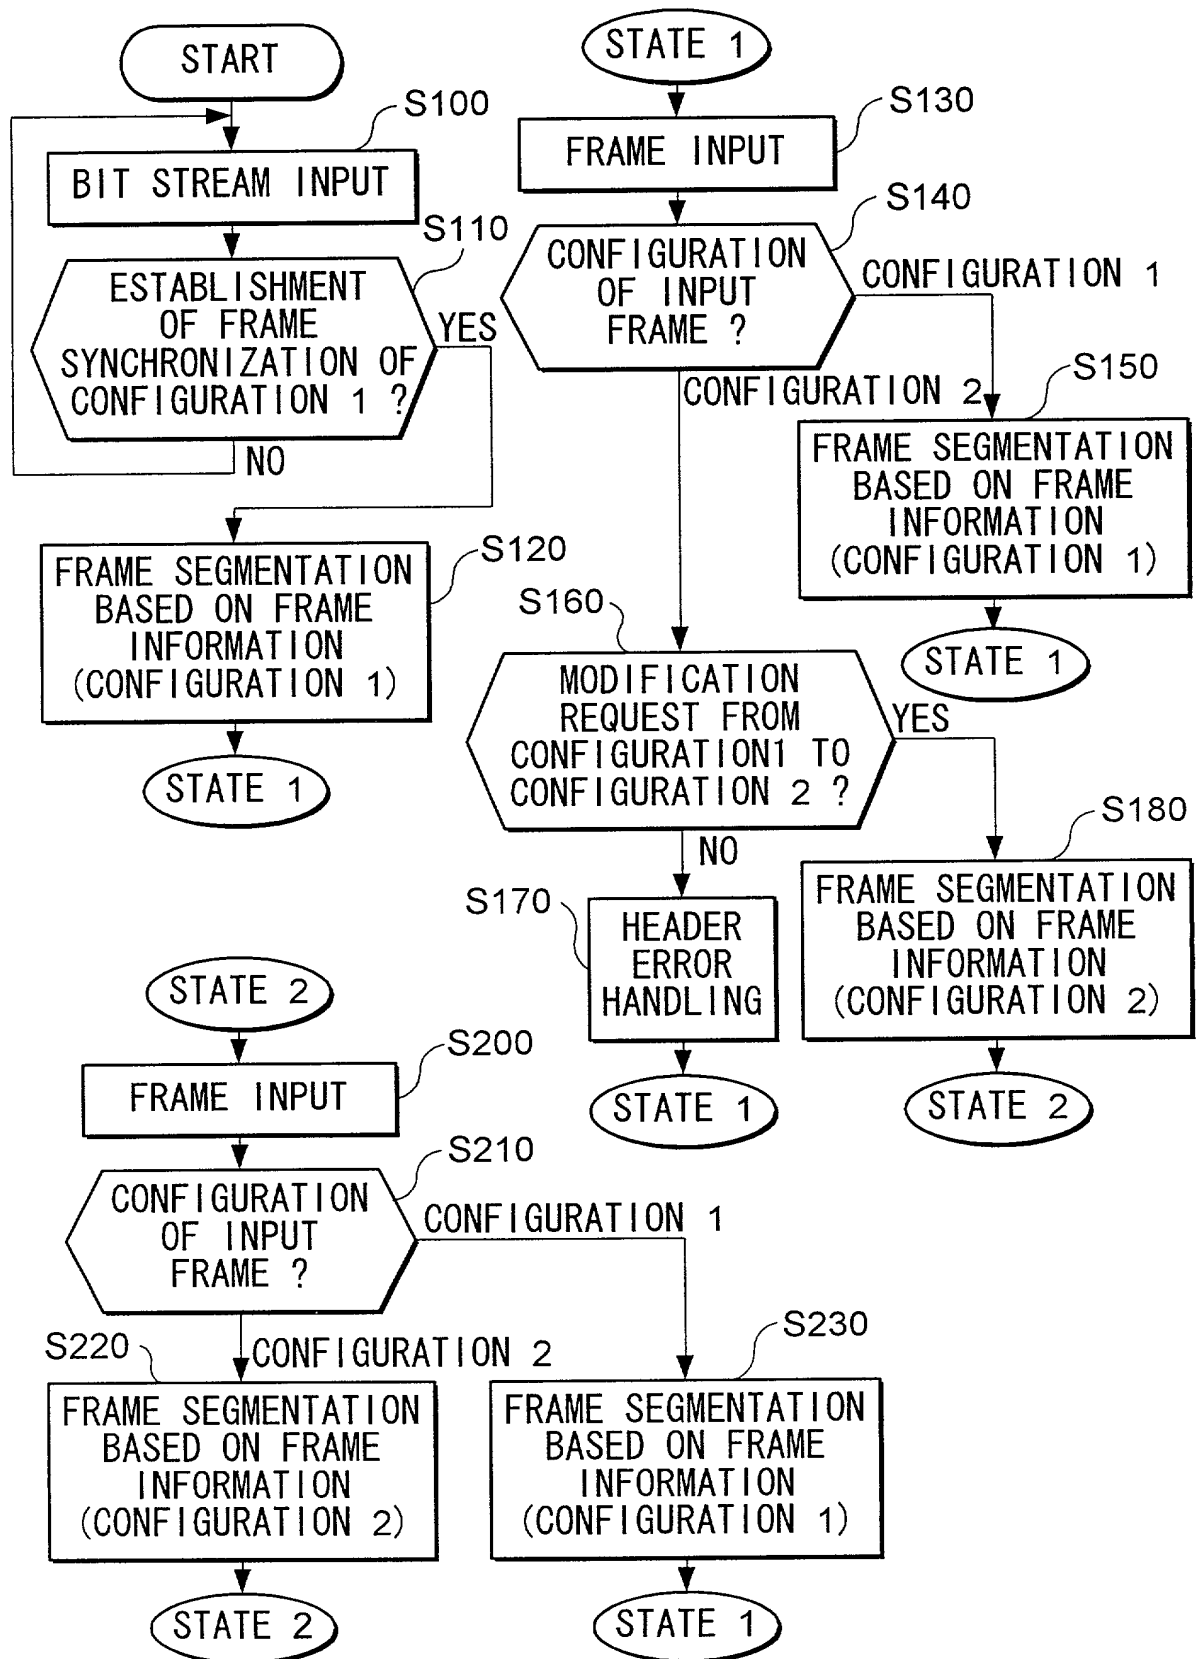 START
S100
BIT STREAM INPUT
S110
ESTABLISHMENT
OF FRAME
SYNCHRONIZATION OF
CONFIGURATION 1 ?
YES
NO
S120
FRAME SEGMENTATION
BASED ON FRAME
INFORMATION
(CONFIGURATION 1)
STATE 1
STATE 1
S130
FRAME INPUT
S140
CONFIGURATION
OF INPUT
FRAME ?
CONFIGURATION 1
CONFIGURATION 2
S150
FRAME SEGMENTATION
BASED ON FRAME
INFORMATION
(CONFIGURATION 1)
STATE 1
S160
MODIFICATION
REQUEST FROM
CONFIGURATION1 TO
CONFIGURATION 2 ?
YES
NO
S170
HEADER
ERROR
HANDLING
STATE 1
S180
FRAME SEGMENTATION
BASED ON FRAME
INFORMATION
(CONFIGURATION 2)
STATE 2
STATE 2
S200
FRAME INPUT
S210
CONFIGURATION
OF INPUT
FRAME ?
CONFIGURATION 1
CONFIGURATION 2
S220
FRAME SEGMENTATION
BASED ON FRAME
INFORMATION
(CONFIGURATION 2)
STATE 2
S230
FRAME SEGMENTATION
BASED ON FRAME
INFORMATION
(CONFIGURATION 1)
STATE 1